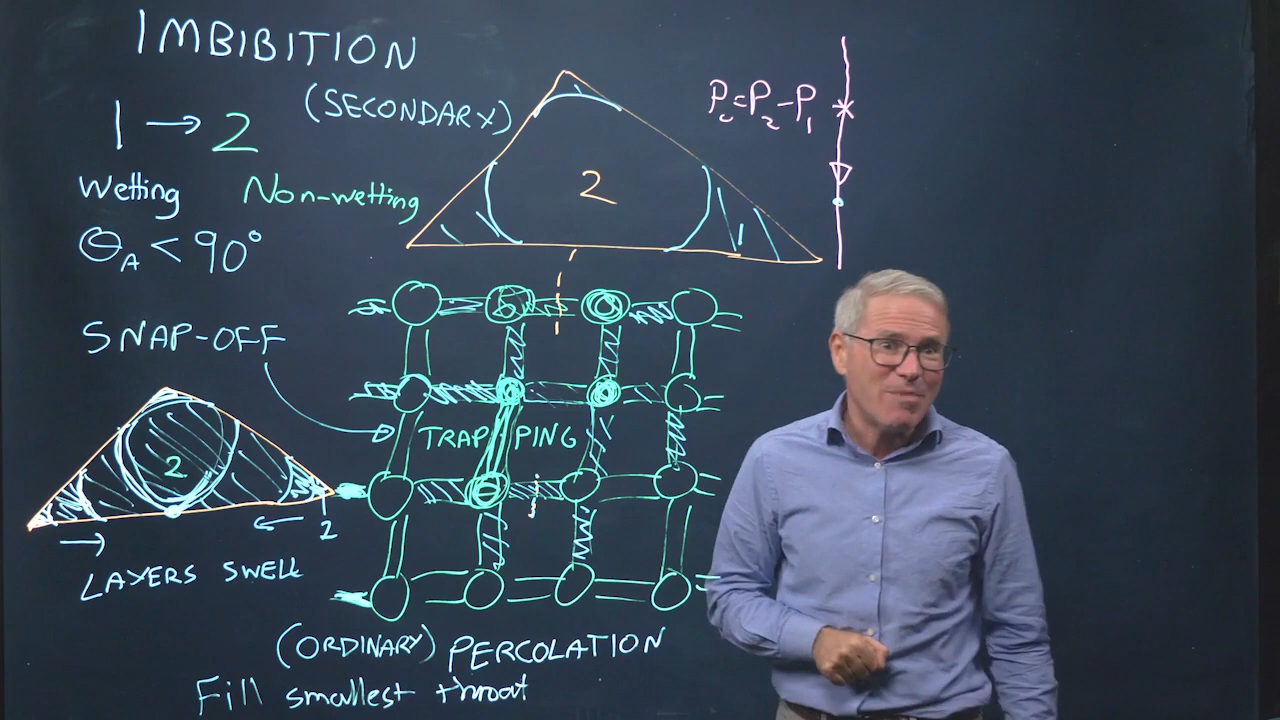 IMBIBITION
(SECONDARY)
1 → 2
Wetting Non-wetting
θA < 90°
Pc = P2 - P1
2
1
SNAP-OFF
TRAPPING
2
2
LAYERS SWELL
(ORDINARY) PERCOLATION
Fill smallest throat